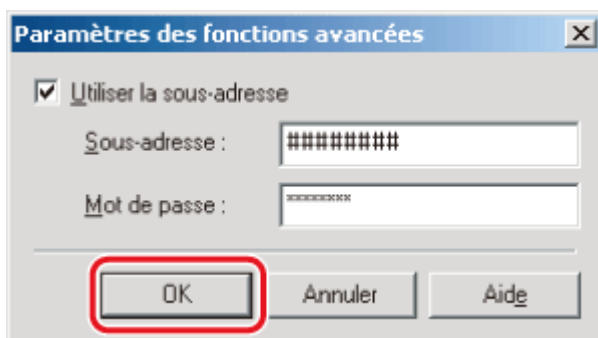 Paramètres des fonctions avancées
Utiliser la sous-adresse
Sous-adresse : ########
Mot de passe : ********
OK Annuler Aide